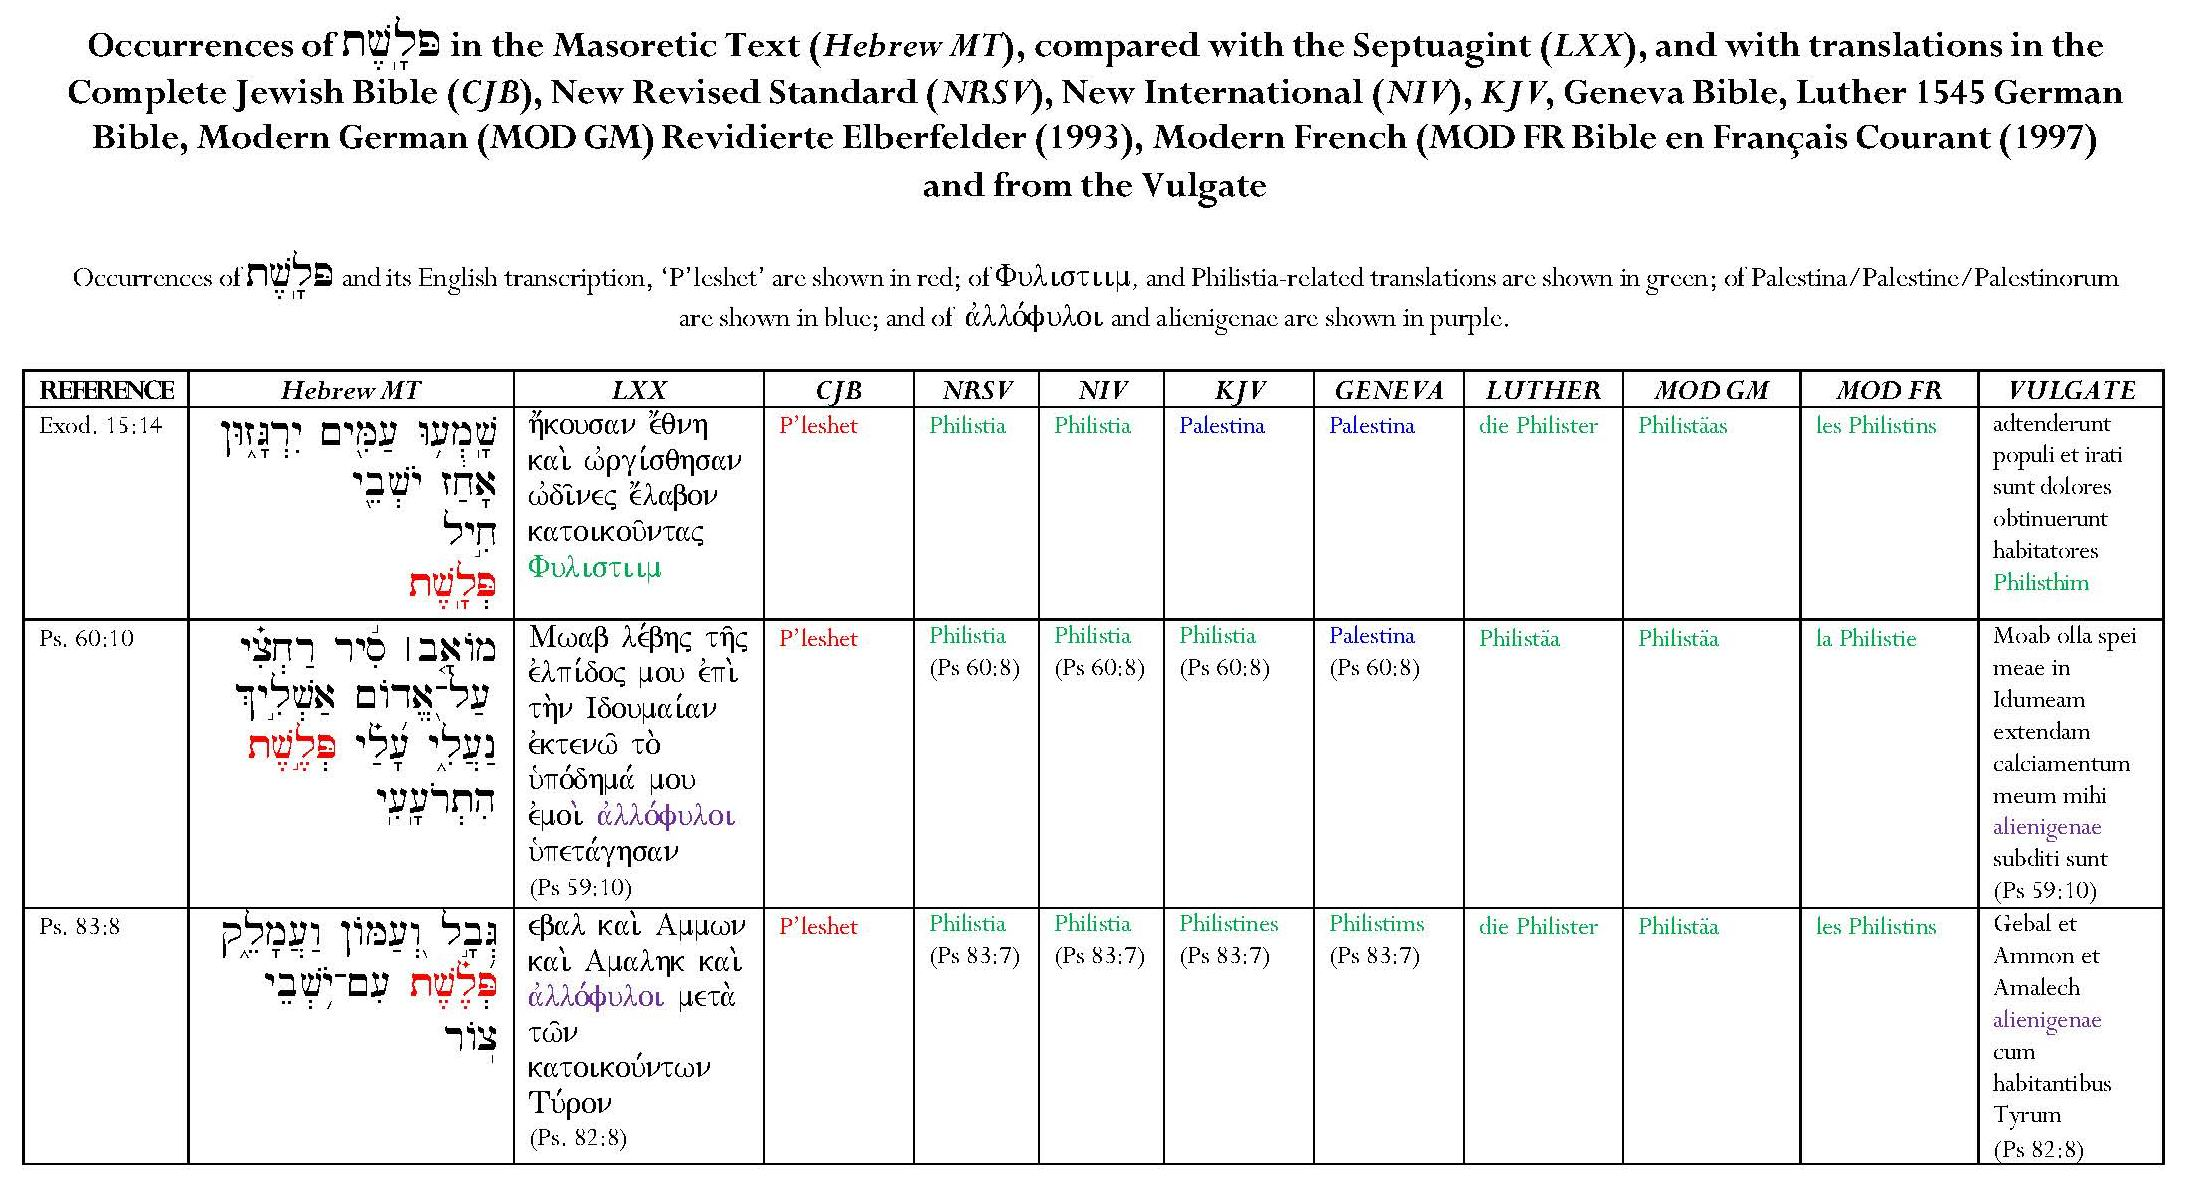 Occurrences of פְּלָשֶׁת in the Masoretic Text (Hebrew MT), compared with the Septuagint (LXX), and with translations in the
Complete Jewish Bible (CJB), New Revised Standard (NRSV), New International (NIV), KJV, Geneva Bible, Luther 1545 German
Bible, Modern German (MOD GM) Revidierte Elberfelder (1993), Modern French (MOD FR Bible en Français Courant (1997)
and from the Vulgate
Occurrences of פְּלָשֶׁת and its English transcription, ‘P’leshet’ are shown in red; of Φυλιστιιμ, and Philistia-related translations are shown in green; of Palestina/Palestine/Palestinorum
are shown in blue; and of ἀλλόφυλοι and alienigenae are shown in purple.
REFERENCE Hebrew MT LXX CJB NRSV NIV KJV GENEVA LUTHER MOD GM MOD FR VULGATE
Exod. 15:14
שָֽׁמְע֥וּ עַמִּ֖ים יִרְגָּז֑וּן
אָחַ֔ז יֹשְׁבֵ֖י
חִ֣יל
פְּלָֽשֶׁת
ἤκουσαν ἔθνη
καὶ ὠργίσθησαν
ὠδῖνες ἔλαβον
κατοικοῦντας
Φυλιστιιμ
P’leshet
Philistia
Philistia
Palestina
Palestina
die Philister
Philistäas
les Philistins
adtenderunt
populi et irati
sunt dolores
obtinuerunt
habitatores
Philisthim
Ps. 60:10
מוֹאָ֤ב׀ סִ֬יר רַחְצִ֗י
עַל־אֱ֭דוֹם אַשְׁלִ֣יךְ
נַעֲלִ֑י עָ֝לַ֗י פְּלֶ֣שֶׁת
הִתְרֹעָֽעִֽי
Μωαβ λέβης τῆς
ἐλπίδος μου ἐπὶ
τὴν Ιδουμαίαν
ἐκτενῶ τὸ
ὑπόδημά μου
ἐμοὶ ἀλλόφυλοι
ὑπετάγησαν
(Ps 59:10)
P’leshet
Philistia
(Ps 60:8)
Philistia
(Ps 60:8)
Philistia
(Ps 60:8)
Palestina
(Ps 60:8)
Philistäa
Philistäa
la Philistie
Moab olla spei
meae in
Idumeam
extendam
calciamentum
meum mihi
alienigenae
subditi sunt
(Ps 59:10)
Ps. 83:8
גְּבָ֣ל וְ֭עַמּוֹן וַעֲמָלֵ֑ק
פְּ֝לֶ֗שֶׁת עִם־יֹ֥שְׁבֵי
צֽוֹר
εβαλ καὶ Αμμων
καὶ Αμαληκ καὶ
ἀλλόφυλοι μετὰ
τῶν
κατοικούντων
Τύρον
(Ps. 82:8)
P’leshet
Philistia
(Ps 83:7)
Philistia
(Ps 83:7)
Philistines
(Ps 83:7)
Philistims
(Ps 83:7)
die Philister
Philistäa
les Philistins
Gebal et
Ammon et
Amalech
alienigenae
cum
habitantibus
Tyrum
(Ps 82:8)